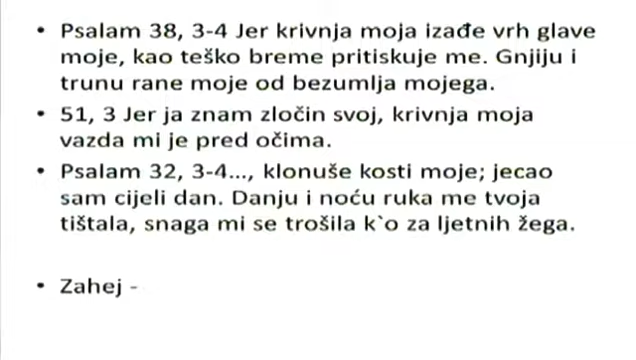 • Psalam 38, 3-4 Jer krivnja moja izađe vrh glave
moje, kao teško breme pritiskuje me. Gnjiju i
trunu rane moje od bezumlja mojega.
• 51, 3 Jer ja znam zločin svoj, krivnja moja
vazda mi je pred očima.
• Psalam 32, 3-4..., klonuše kosti moje; jecao
sam cijeli dan. Danju i noću ruka me tvoja
tištala, snaga mi se trošila k`o za ljetnih žega.
• Zahej -